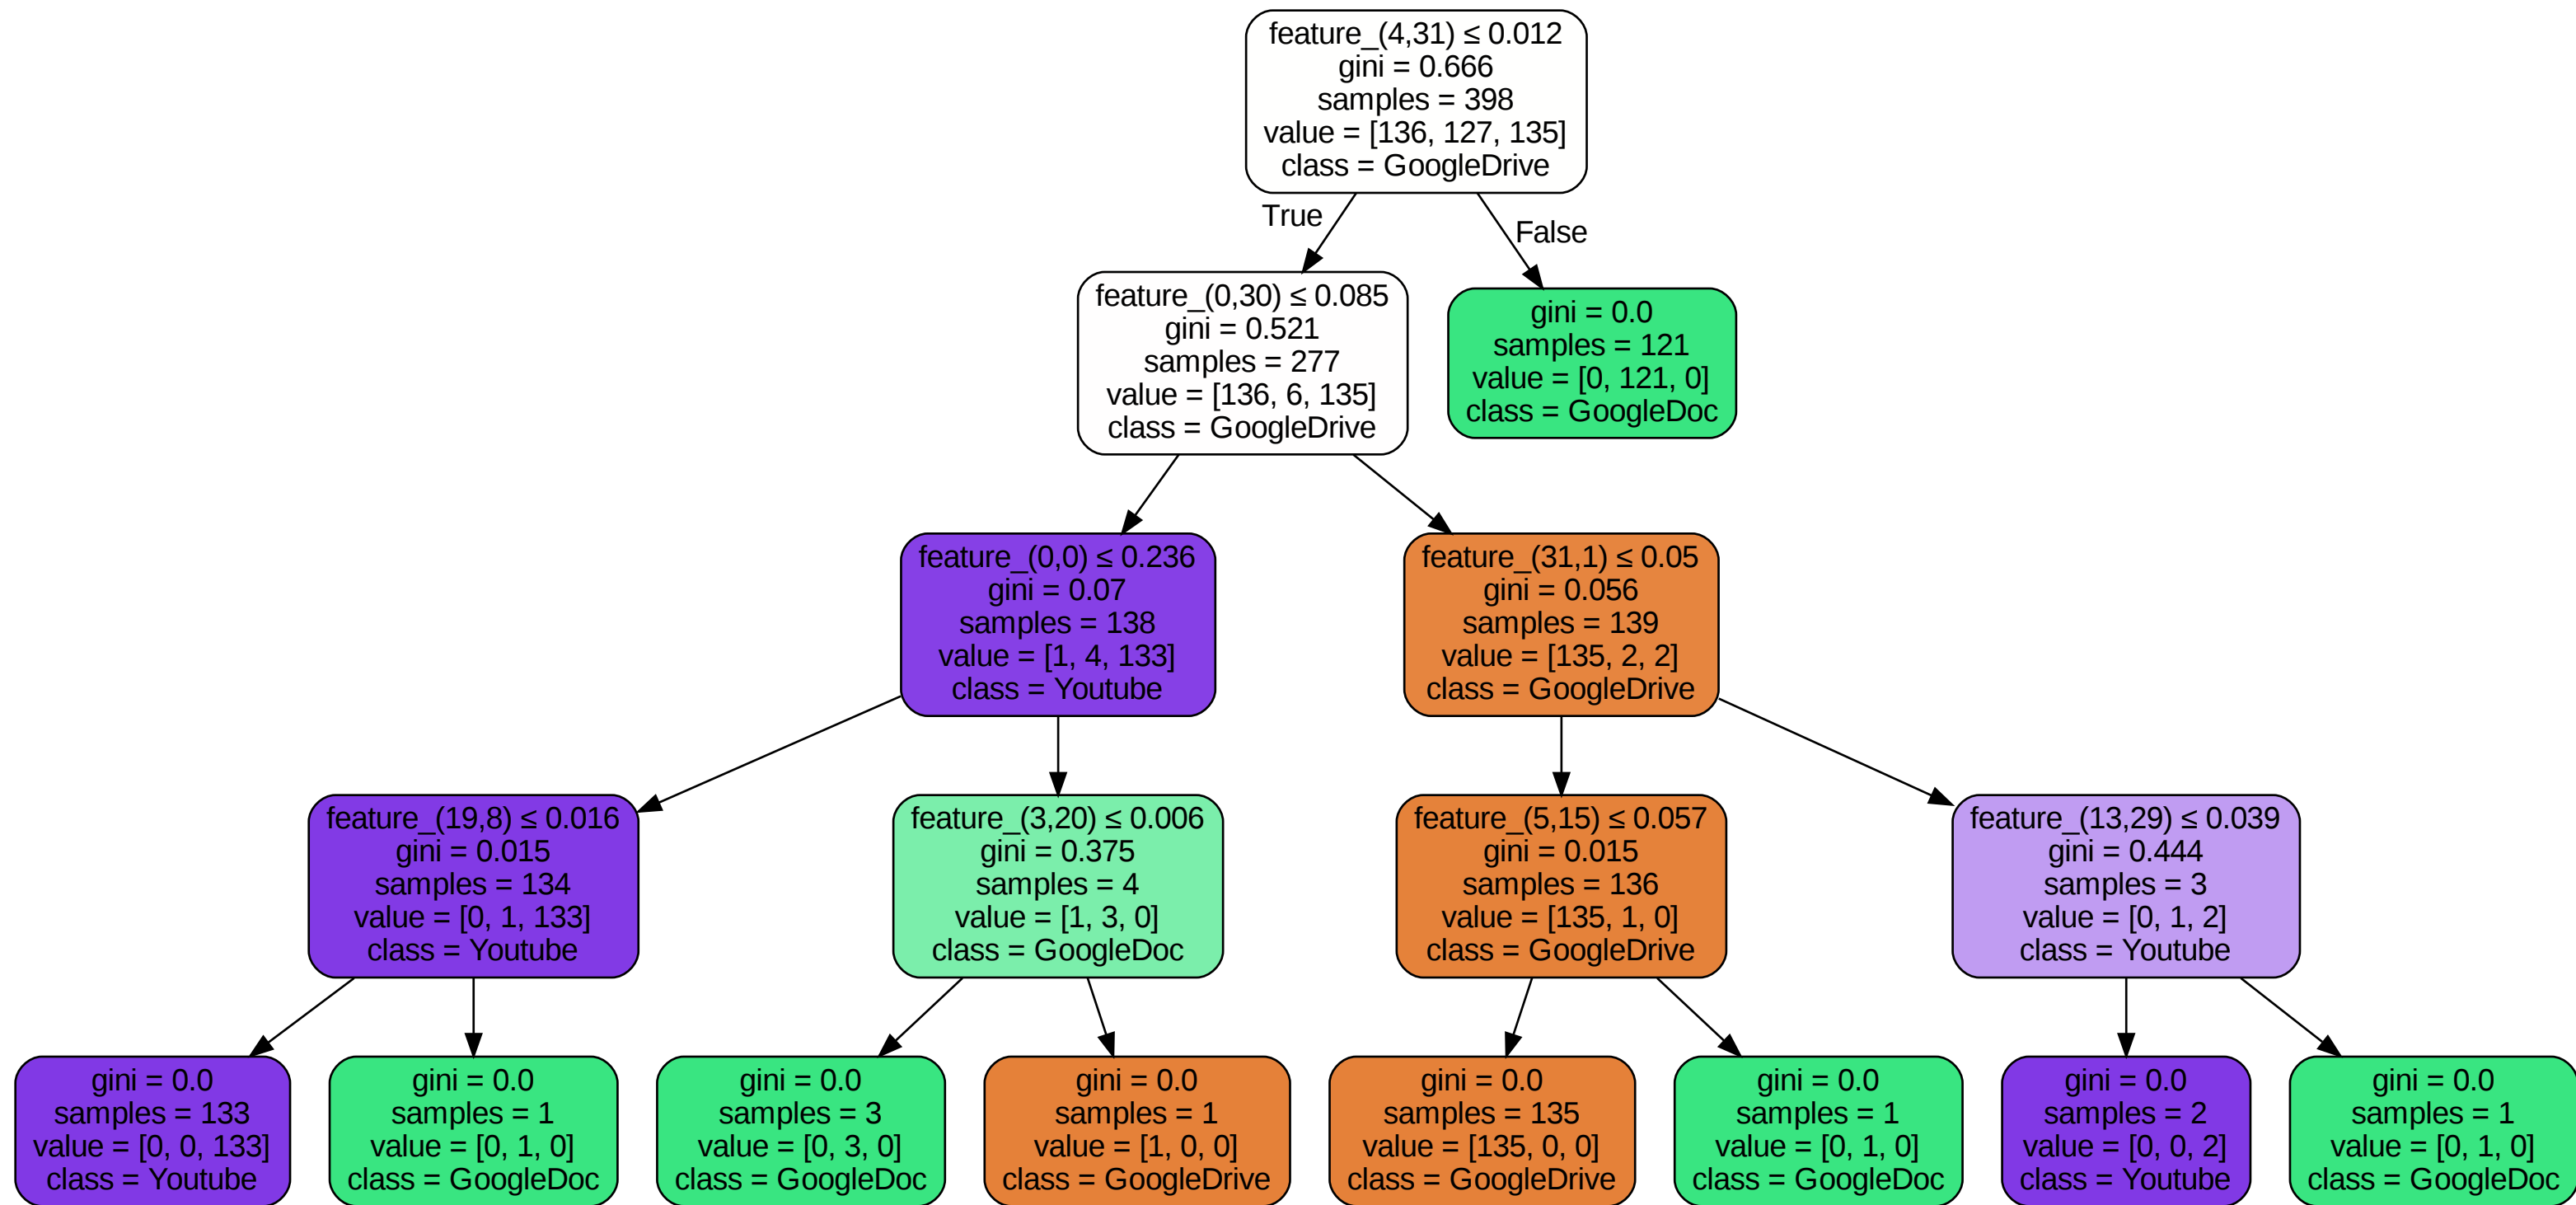 feature_(4,31) ≤ 0.012
gini = 0.666
samples = 398
value = [136, 127, 135]
class = GoogleDrive
True
False
feature_(0,30) ≤ 0.085
gini = 0.521
samples = 277
value = [136, 6, 135]
class = GoogleDrive
gini = 0.0
samples = 121
value = [0, 121, 0]
class = GoogleDoc
feature_(0,0) ≤ 0.236
gini = 0.07
samples = 138
value = [1, 4, 133]
class = Youtube
feature_(31,1) ≤ 0.05
gini = 0.056
samples = 139
value = [135, 2, 2]
class = GoogleDrive
feature_(19,8) ≤ 0.016
gini = 0.015
samples = 134
value = [0, 1, 133]
class = Youtube
feature_(3,20) ≤ 0.006
gini = 0.375
samples = 4
value = [1, 3, 0]
class = GoogleDoc
feature_(5,15) ≤ 0.057
gini = 0.015
samples = 136
value = [135, 1, 0]
class = GoogleDrive
feature_(13,29) ≤ 0.039
gini = 0.444
samples = 3
value = [0, 1, 2]
class = Youtube
gini = 0.0
samples = 133
value = [0, 0, 133]
class = Youtube
gini = 0.0
samples = 1
value = [0, 1, 0]
class = GoogleDoc
gini = 0.0
samples = 3
value = [0, 3, 0]
class = GoogleDoc
gini = 0.0
samples = 1
value = [1, 0, 0]
class = GoogleDrive
gini = 0.0
samples = 135
value = [135, 0, 0]
class = GoogleDrive
gini = 0.0
samples = 1
value = [0, 1, 0]
class = GoogleDoc
gini = 0.0
samples = 2
value = [0, 0, 2]
class = Youtube
gini = 0.0
samples = 1
value = [0, 1, 0]
class = GoogleDoc